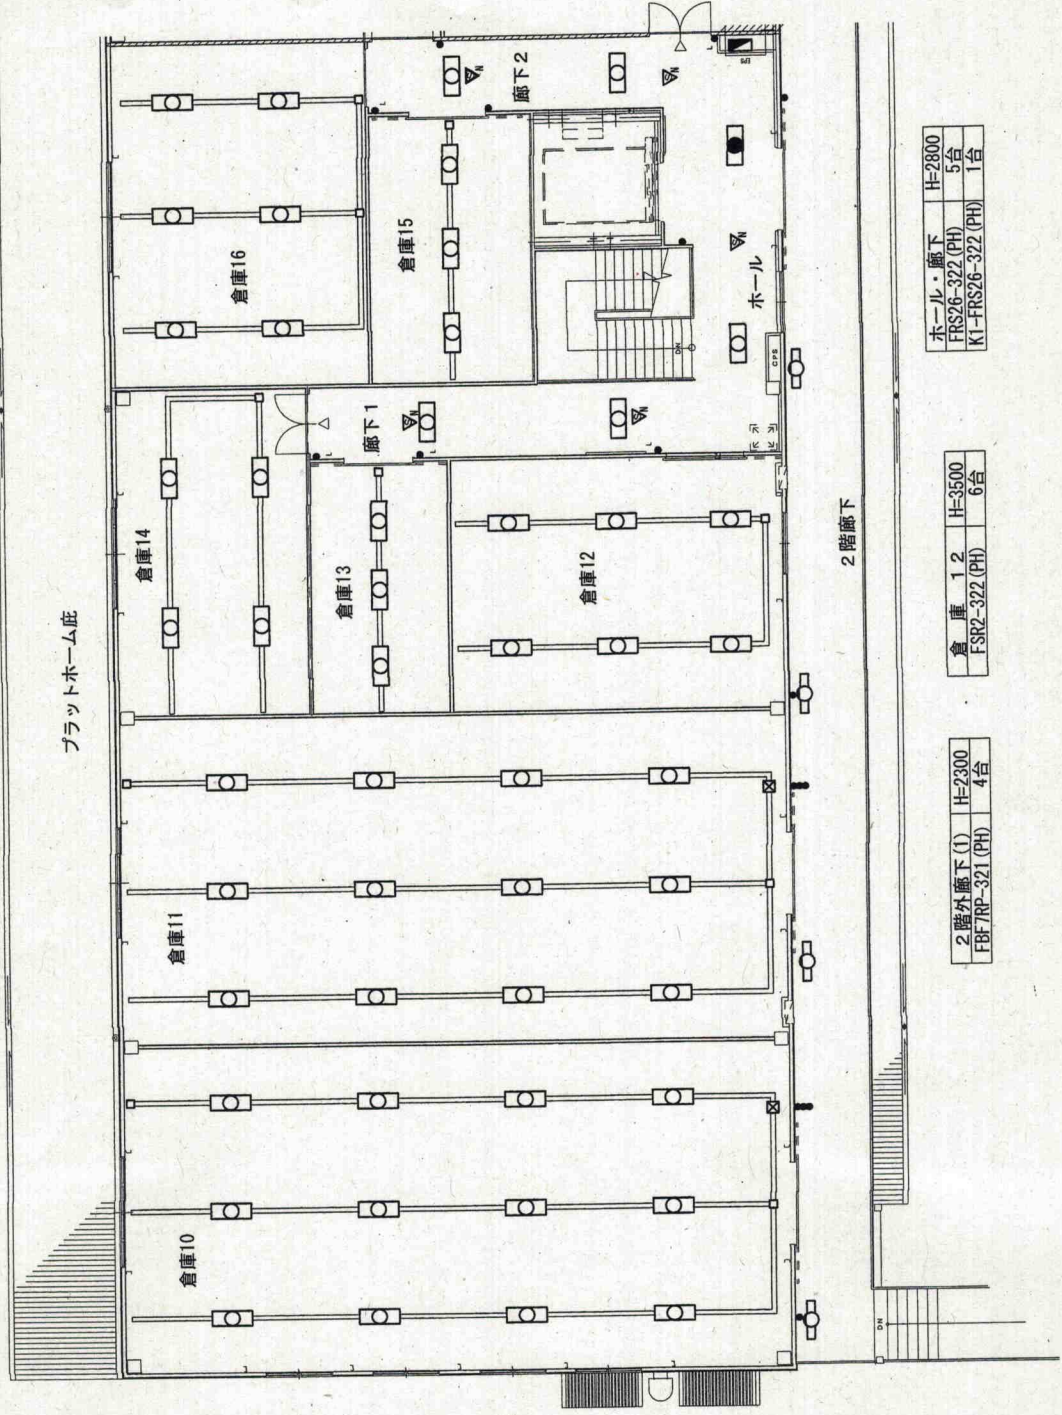 プラットホーム庇
倉庫16
倉庫15
廊下2
N
N
L
L
ホール
N
DN
CPS
倉庫14
廊下1
N
N
L
L
L
倉庫13
倉庫12
倉庫11
倉庫10
2階廊下
DN
ホール・廊下 H=2800
FRS26-322(PH) 5台
K1-FRS26-322(PH) 1台
倉庫 12 H=3500
FSR2-322(PH) 6台
2階外廊下(1) H=2300
FBF7RP-321(PH) 4台